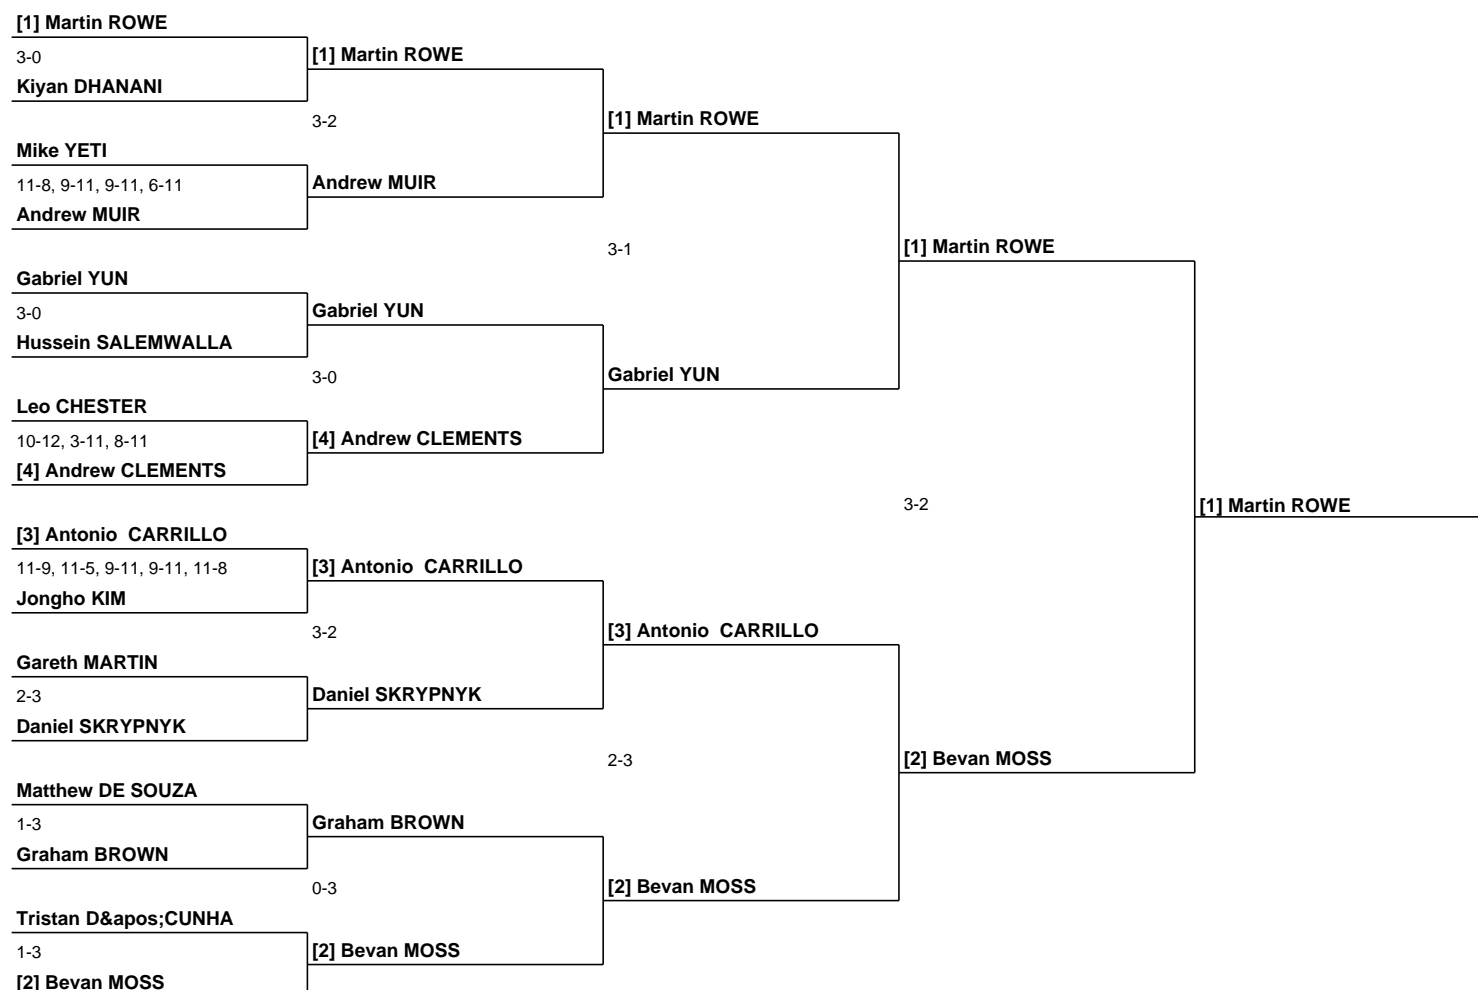 [1] Martin ROWE
3-0
[1] Martin ROWE
Kiyan DHANANI
3-2
[1] Martin ROWE
Mike YETI
11-8, 9-11, 9-11, 6-11
Andrew MUIR
Andrew MUIR
3-1
[1] Martin ROWE
Gabriel YUN
3-0
Gabriel YUN
Hussein SALEMWALLA
3-0
Gabriel YUN
Leo CHESTER
10-12, 3-11, 8-11
[4] Andrew CLEMENTS
[4] Andrew CLEMENTS
3-2
[1] Martin ROWE
[3] Antonio  CARRILLO
11-9, 11-5, 9-11, 9-11, 11-8
[3] Antonio  CARRILLO
Jongho KIM
3-2
[3] Antonio  CARRILLO
Gareth MARTIN
2-3
Daniel SKRYPNYK
Daniel SKRYPNYK
2-3
[2] Bevan MOSS
Matthew DE SOUZA
1-3
Graham BROWN
Graham BROWN
0-3
[2] Bevan MOSS
Tristan D&apos;CUNHA
1-3
[2] Bevan MOSS
[2] Bevan MOSS